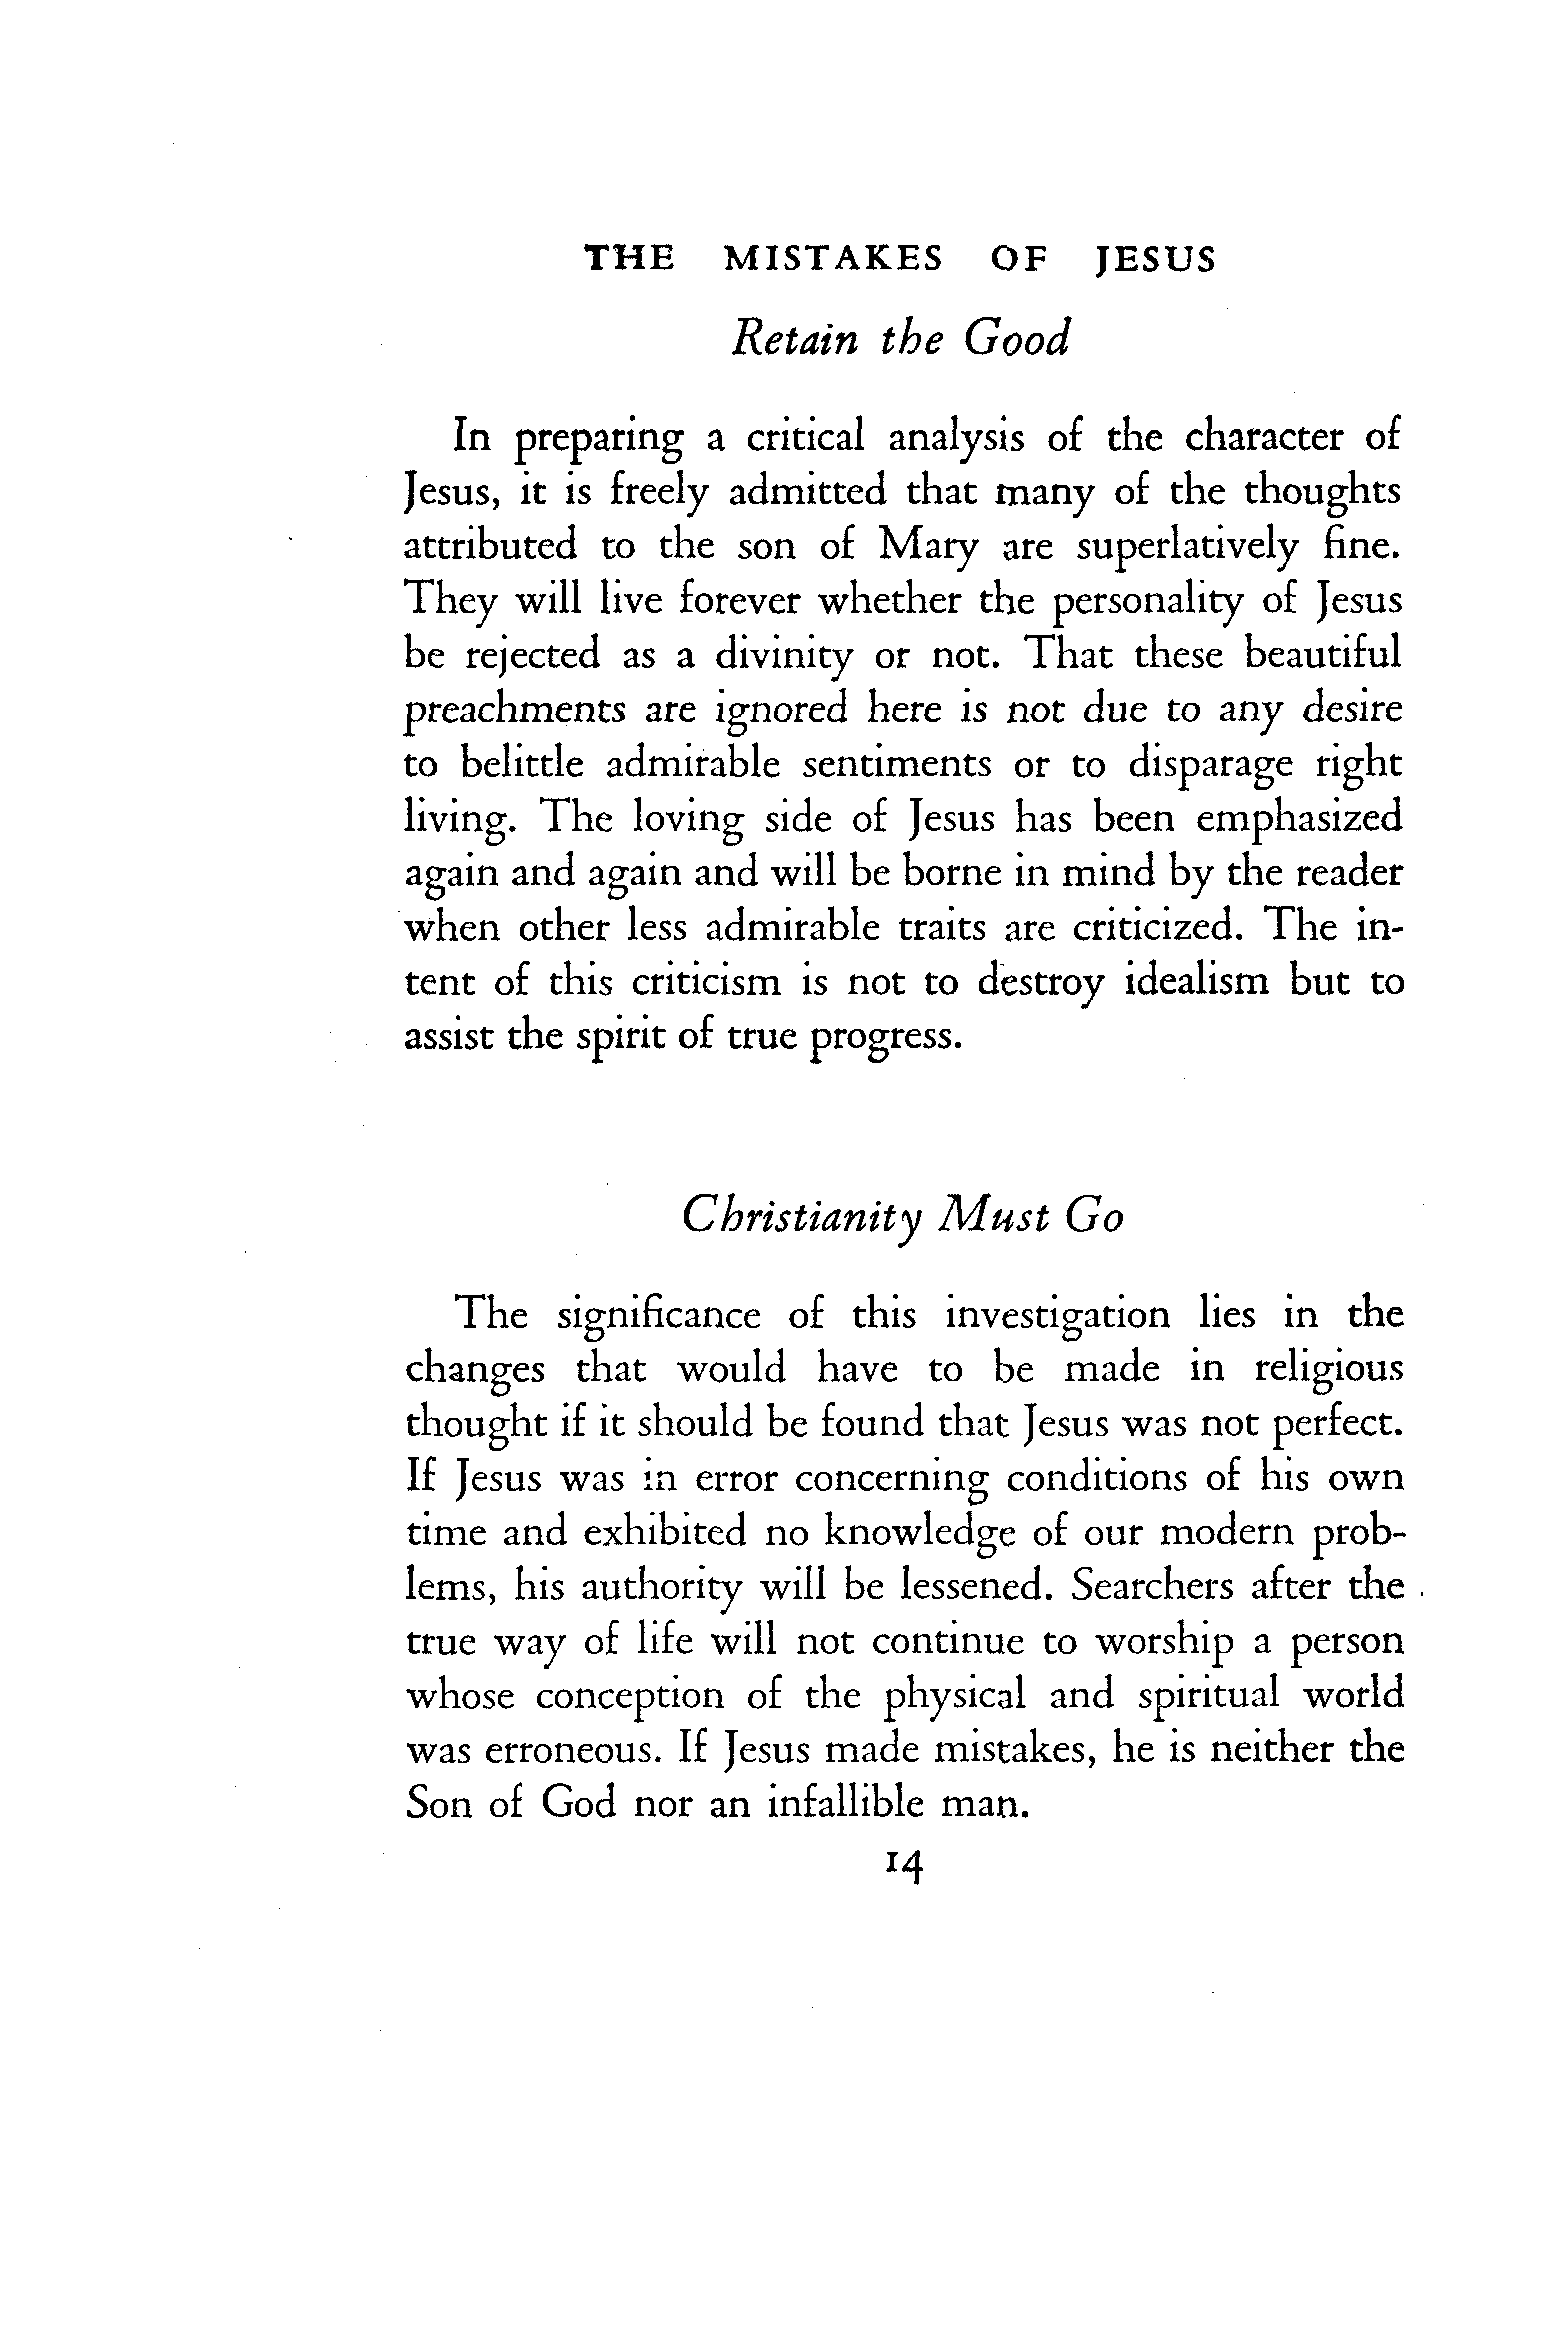 THE MISTAKES OF JESUS
Retain the Good
In preparing a critical analysis of the character of
Jesus, it is freely admitted that many of the thoughts
attributed to the son of Mary are superlatively fine.
They will live forever whether the personality of Jesus
be rejected as a divinity or not. That these beautiful
preachments are ignored here is not due to any desire
to belittle admirable sentiments or to disparage right
living. The loving side of Jesus has been emphasized
again and again and will be borne in mind by the reader
when other less admirable traits are criticized. The in-
tent of this criticism is not to destroy idealism but to
assist the spirit of true progress.
Christianity Must Go
The significance of this investigation lies in the
changes that would have to be made in religious
thought if it should be found that Jesus was not perfect.
If Jesus was in error concerning conditions of his own
time and exhibited no knowledge of our modern prob-
lems, his authority will be lessened. Searchers after the
true way of life will not continue to worship a person
whose conception of the physical and spiritual world
was erroneous. If Jesus made mistakes, he is neither the
Son of God nor an infallible man.
14